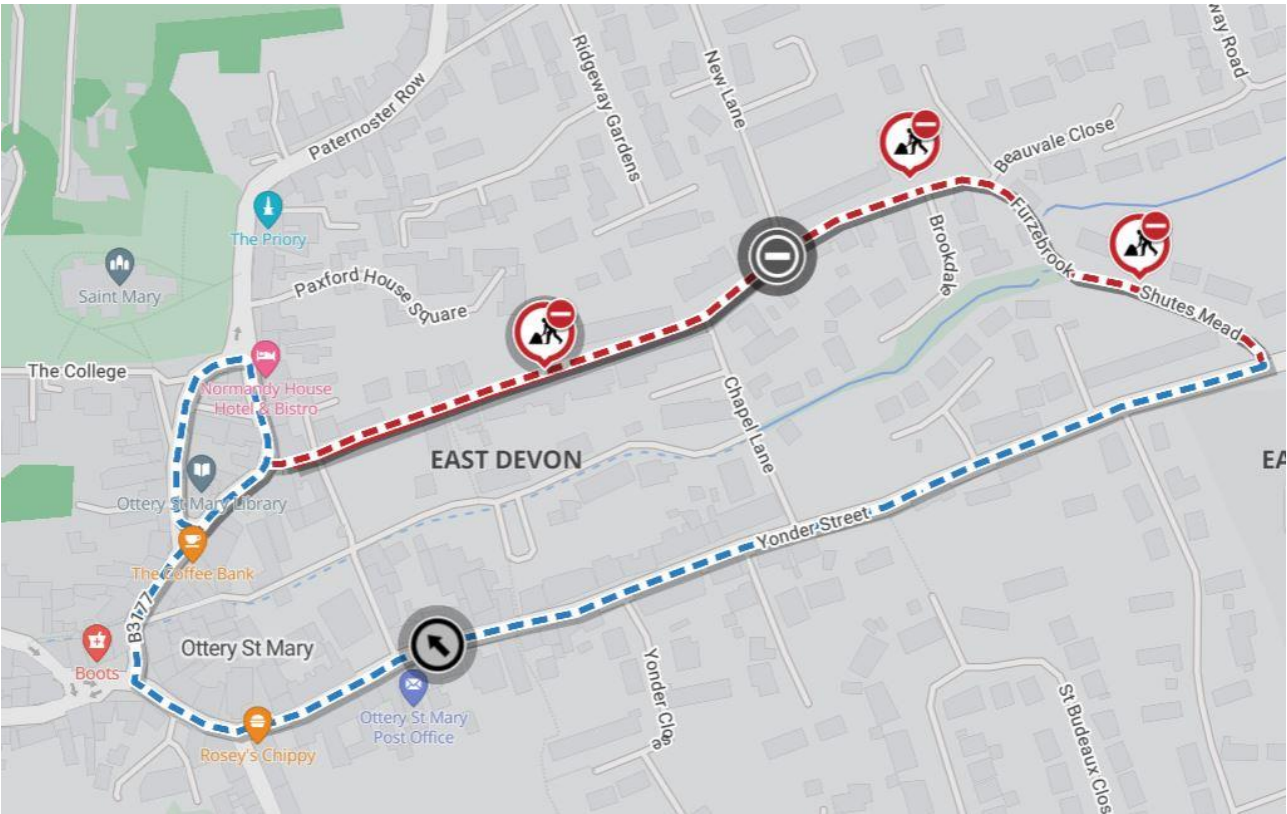 way Road
Ridgeway Gardens
New Lane
Paternoster Row
Beauvale Close
The Priory
Furzebrook
Brookdale
Saint Mary
Paxford House
Square
Shutes Mead
The College
Normandy House
Hotel & Bistro
Chapel Lane
EAST DEVON
EA
Ottery St Mary Library
Yonder Street
The Coffee Bank
B3177
Ottery St Mary
Boots
Yonder Close
Ottery St Mary
Post Office
St Budeaux Clos
Rosey's Chippy